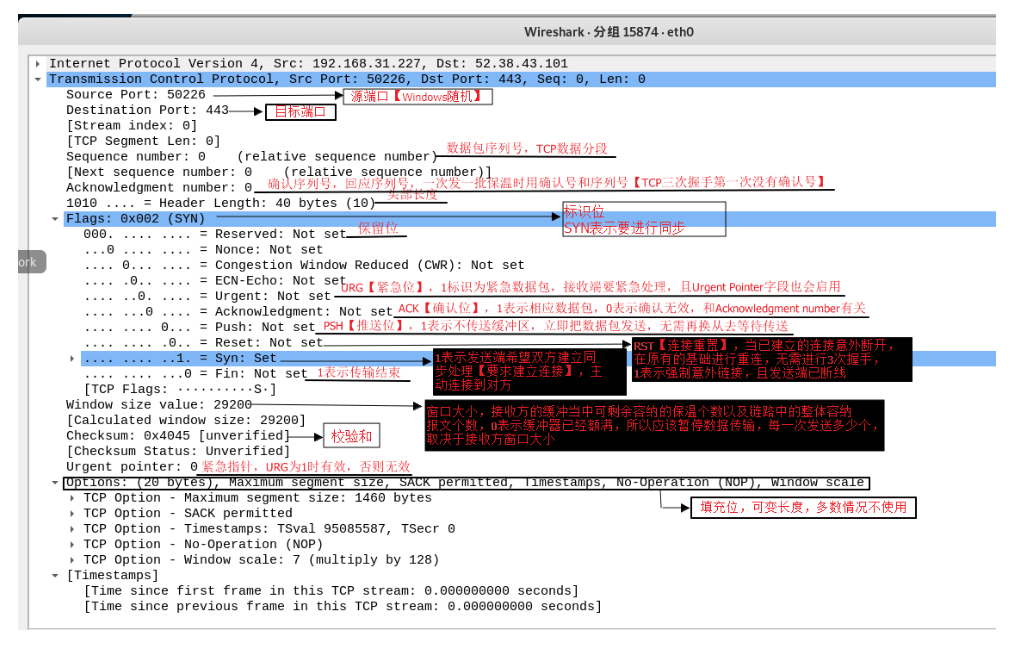 Wireshark · 分组 15874 · eth0
Internet Protocol Version 4, Src: 192.168.31.227, Dst: 52.38.43.101
Transmission Control Protocol, Src Port: 50226, Dst Port: 443, Seq: 0, Len: 0
Source Port: 50226 源端口【Windows随机】
Destination Port: 443 目标端口
[Stream index: 0]
[TCP Segment Len: 0]
Sequence number: 0 (relative sequence number) 数据包序列号，TCP数据分段
[Next sequence number: 0 (relative sequence number)]
Acknowledgment number: 0 确认序列号，回应序列号，一次发一批保温时用确认号和序列号【TCP三次握手第一次没有确认号】
1010 .... = Header Length: 40 bytes (10) 头部长度
Flags: 0x002 (SYN) 标识位
SYN表示要进行同步
000. .... .... = Reserved: Not set 保留位
...0 .... .... = Nonce: Not set
ork
.... 0... .... = Congestion Window Reduced (CWR): Not set
.... .0.. .... = ECN-Echo: Not set
.... ..0. .... = Urgent: Not set URG【紧急位】，1标识为紧急数据包，接收端要紧急处理，且Urgent Pointer字段也会启用
.... ...0 .... = Acknowledgment: Not set ACK【确认位】，1表示相应数据包，0表示确认无效，和Acknowledgment number有关
.... .... 0... = Push: Not set PSH【推送位】，1表示不传送缓冲区，立即把数据包发送，无需再换从去等待传送
.... .... .0.. = Reset: Not set RST【连接重置】，当已建立的连接意外断开，
在原有的基础进行重连，无需进行3次握手，
1表示强制意外链接，且发送端已断线
.... .... ..1. = Syn: Set 1表示发送端希望双方建立同
步处理【要求建立连接】，主
动连接到对方
.... .... ...0 = Fin: Not set 1表示传输结束
[TCP Flags: ··········S·]
Window size value: 29200 窗口大小，接收方的缓冲当中可剩余容纳的保温个数以及链路中的整体容纳
报文个数，0表示缓冲器已经额满，所以应该暂停数据传输，每一次发送多少个，
取决于接收方窗口大小
[Calculated window size: 29200]
Checksum: 0x4045 [unverified] 校验和
[Checksum Status: Unverified]
Urgent pointer: 0 紧急指针，URG为1时有效，否则无效
Options: (20 bytes), Maximum segment size, SACK permitted, Timestamps, No-Operation (NOP), Window scale
填充位，可变长度，多数情况不使用
TCP Option - Maximum segment size: 1460 bytes
TCP Option - SACK permitted
TCP Option - Timestamps: TSval 95085587, TSecr 0
TCP Option - No-Operation (NOP)
TCP Option - Window scale: 7 (multiply by 128)
[Timestamps]
[Time since first frame in this TCP stream: 0.000000000 seconds]
[Time since previous frame in this TCP stream: 0.000000000 seconds]